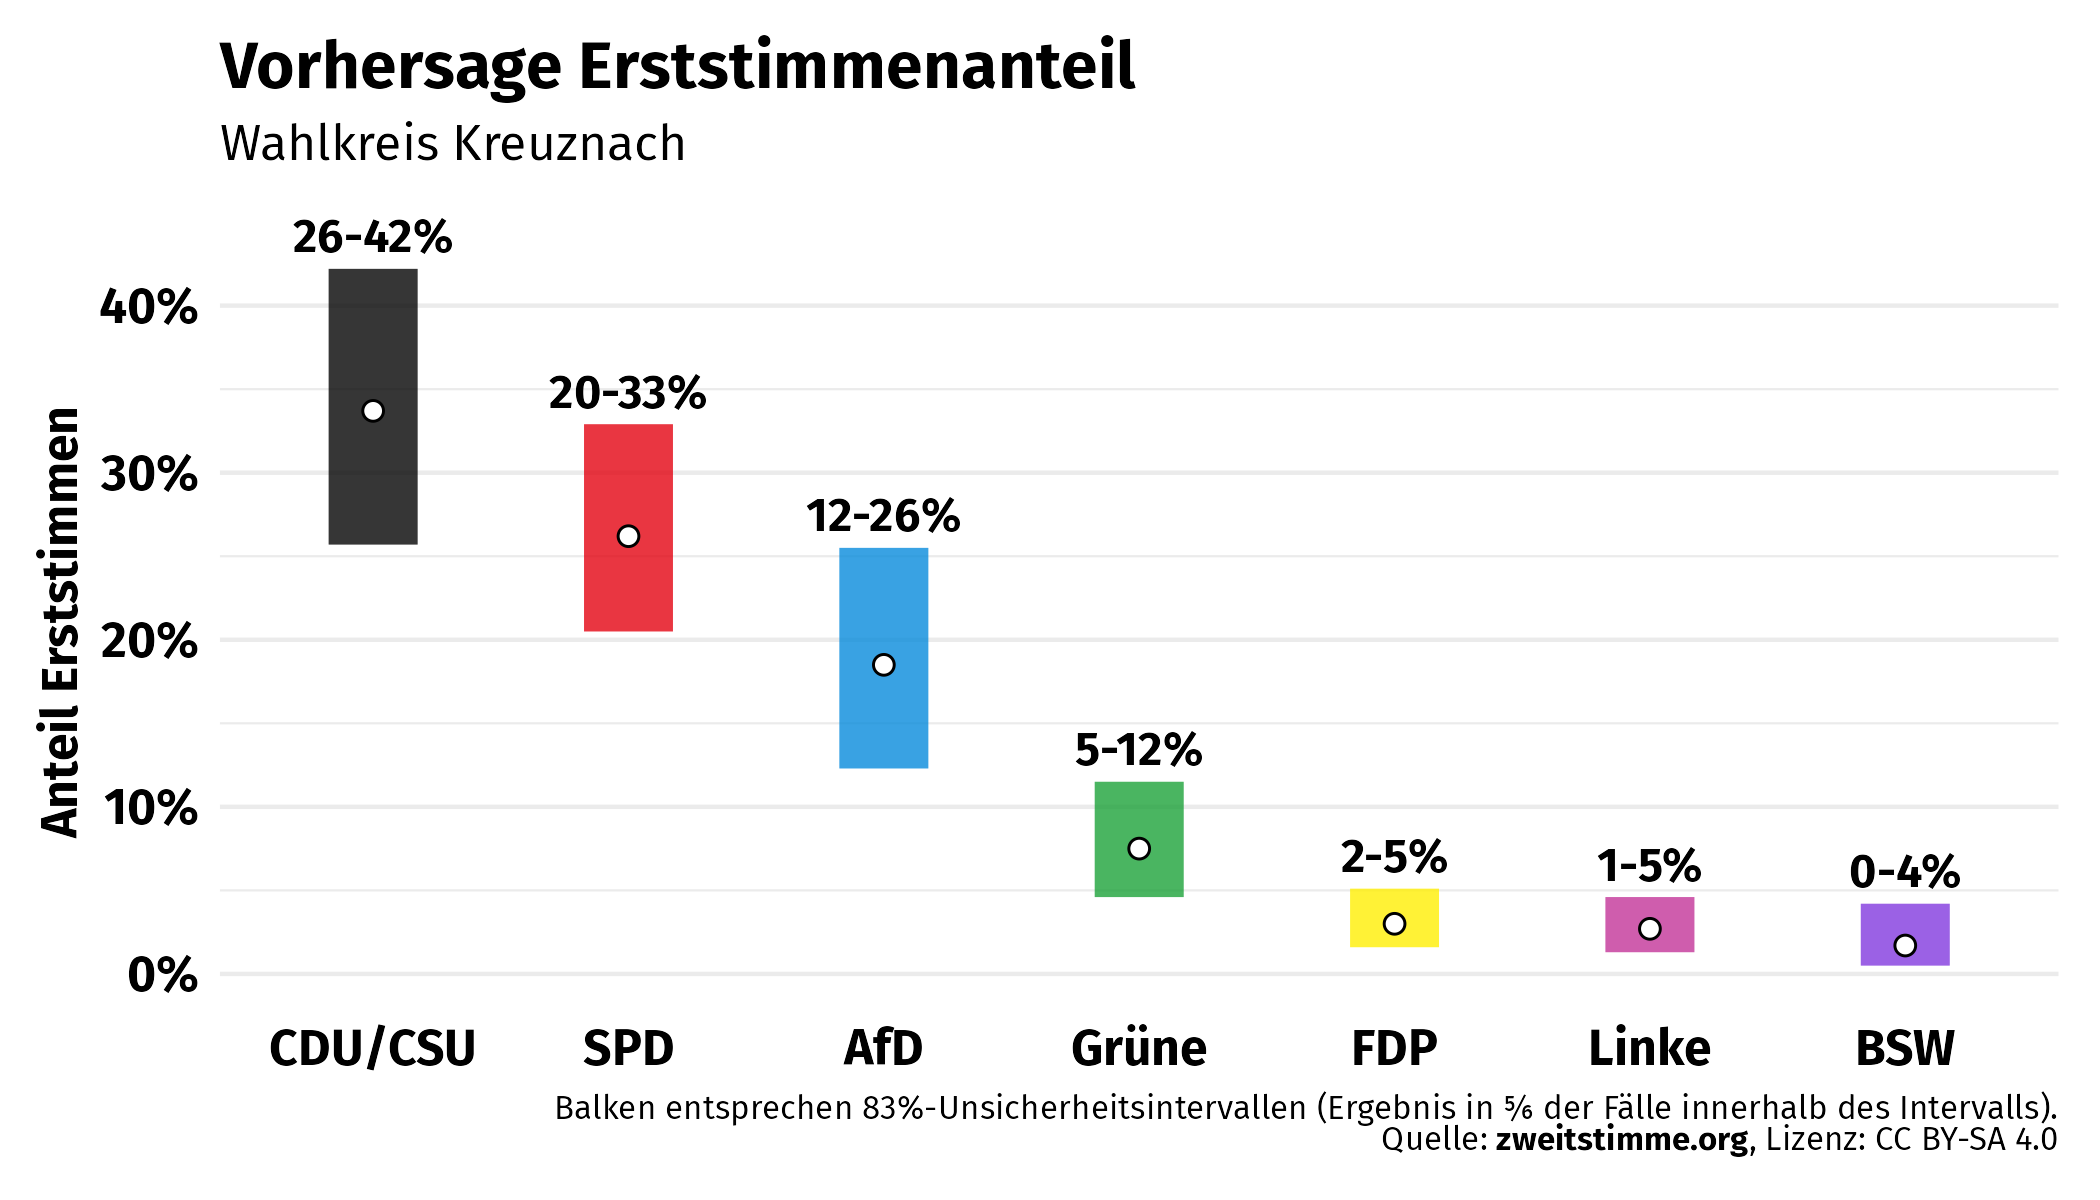 Vorhersage Erststimmenanteil
Wahlkreis Kreuznach
26-42%
20-33%
12-26%
5-12%
2-5%
1-5%
0-4%
40%
30%
20%
10%
0%
Anteil Erststimmen
CDU/CSU SPD AfD Grüne FDP Linke BSW
Balken entsprechen 83%-Unsicherheitsintervallen (Ergebnis in ⅚ der Fälle innerhalb des Intervalls).
Quelle: zweitstimme.org, Lizenz: CC BY-SA 4.0